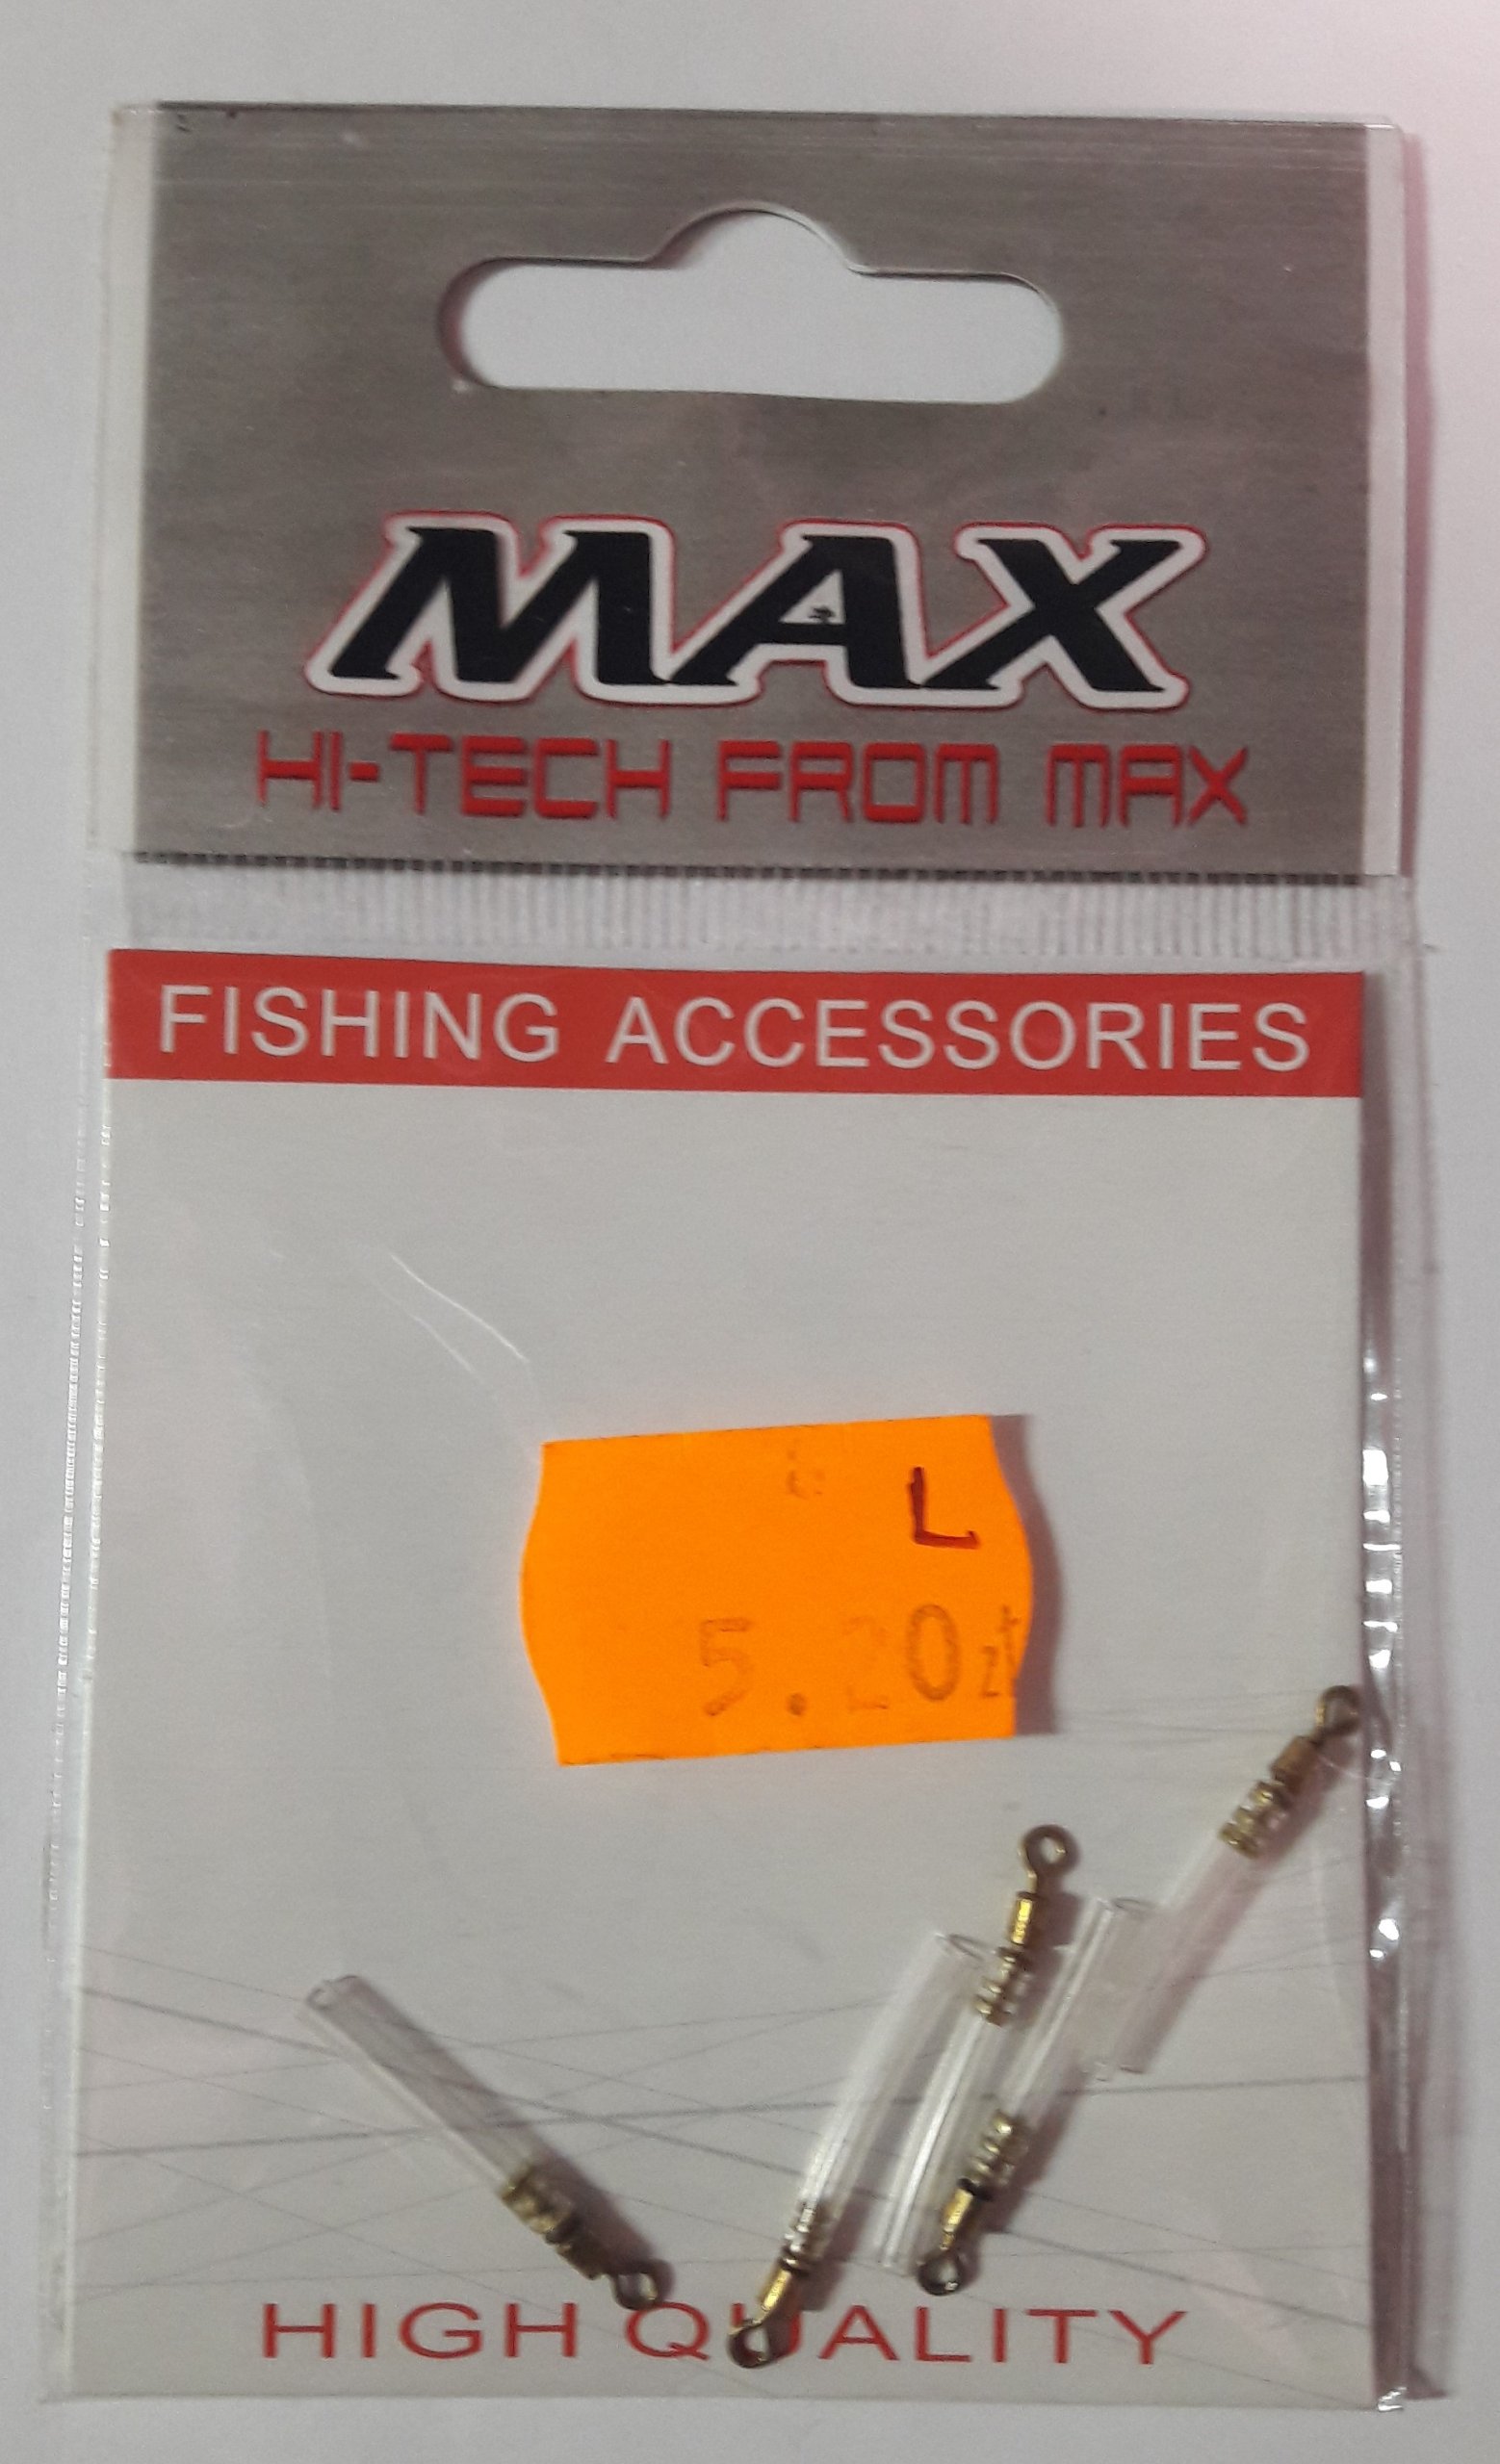 MAX
HI-TECH FROM MAX
FISHING ACCESSORIES
L
5.20zł
HIGH QUALITY